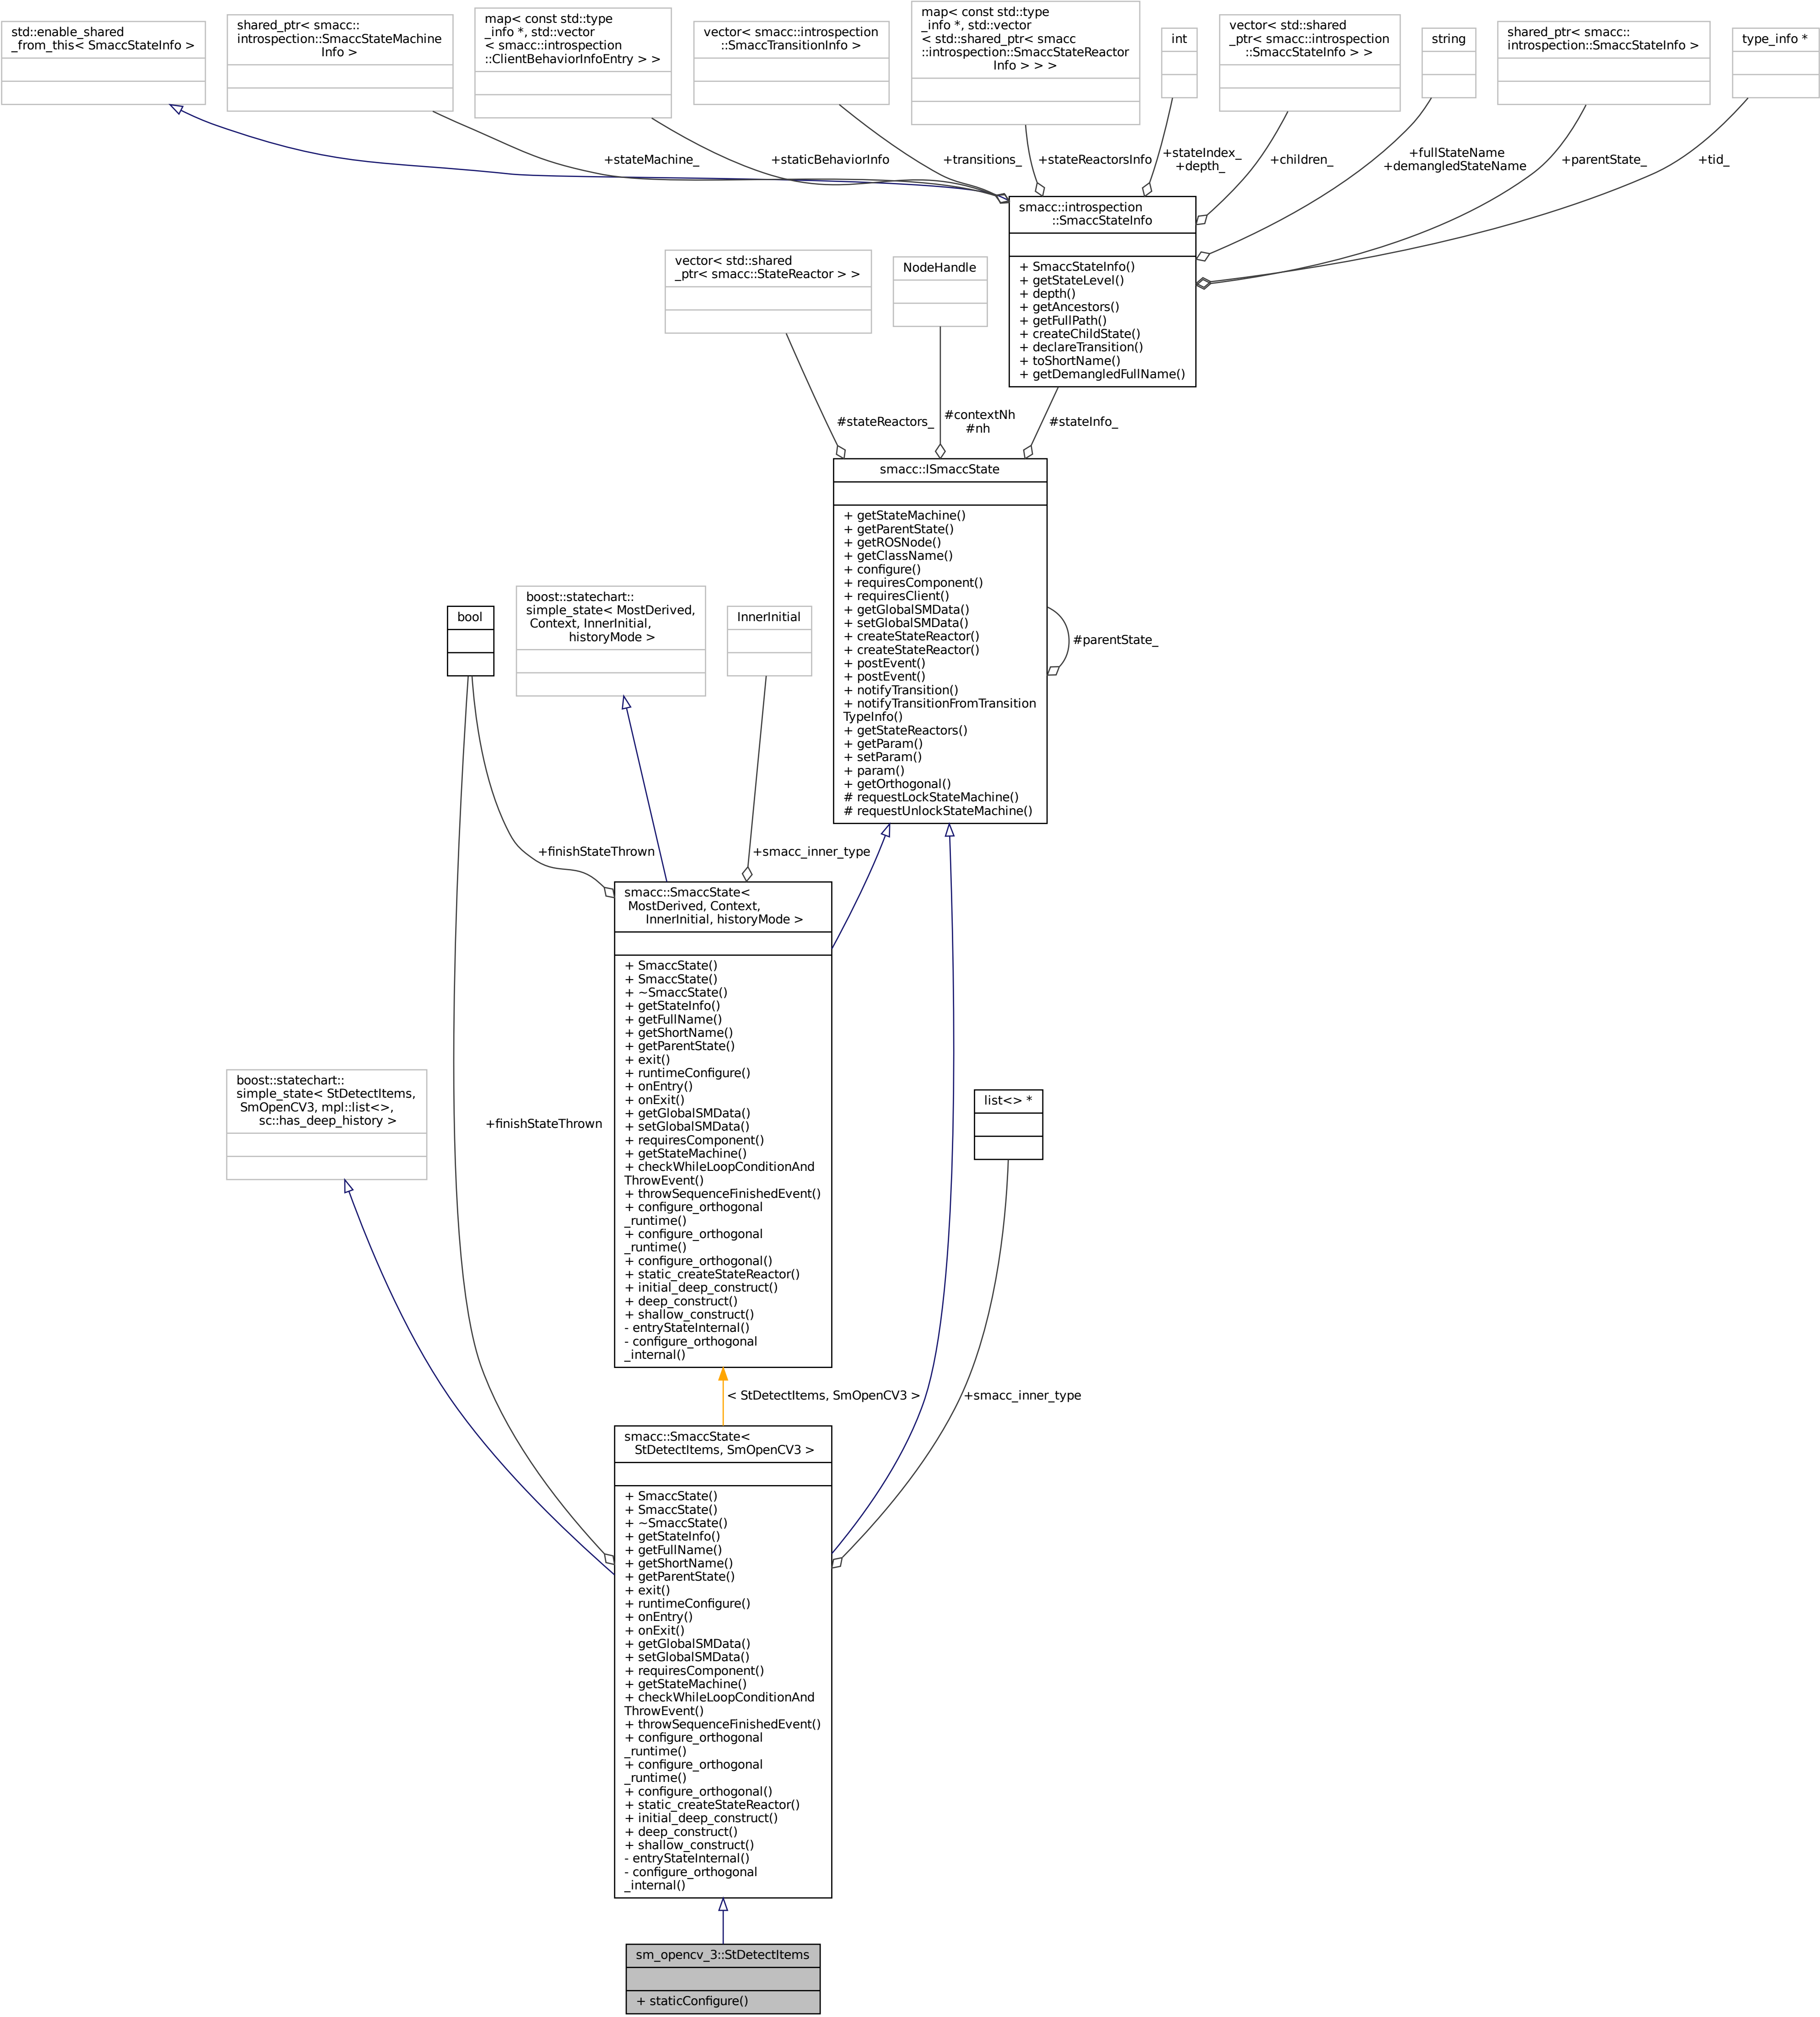 std::enable_shared
_from_this< SmaccStateInfo >
shared_ptr< smacc::
introspection::SmaccStateMachine
Info >
map< const std::type
_info *, std::vector
< smacc::introspection
::ClientBehaviorInfoEntry > >
vector< smacc::introspection
::SmaccTransitionInfo >
map< const std::type
_info *, std::vector
< std::shared_ptr< smacc
::introspection::SmaccStateReactor
Info > > >
int
vector< std::shared
_ptr< smacc::introspection
::SmaccStateInfo > >
string
shared_ptr< smacc::
introspection::SmaccStateInfo >
type_info *
+stateMachine_
+staticBehaviorInfo
+transitions_
+stateReactorsInfo
+stateIndex_
+depth_
+children_
+fullStateName
+demangledStateName
+parentState_
+tid_
smacc::introspection
::SmaccStateInfo
+ SmaccStateInfo()
+ getStateLevel()
+ depth()
+ getAncestors()
+ getFullPath()
+ createChildState()
+ declareTransition()
+ toShortName()
+ getDemangledFullName()
vector< std::shared
_ptr< smacc::StateReactor > >
NodeHandle
#stateReactors_
#contextNh
#nh
#stateInfo_
smacc::ISmaccState
+ getStateMachine()
+ getParentState()
+ getROSNode()
+ getClassName()
+ configure()
+ requiresComponent()
+ requiresClient()
+ getGlobalSMData()
+ setGlobalSMData()
+ createStateReactor()
+ createStateReactor()
+ postEvent()
+ postEvent()
+ notifyTransition()
+ notifyTransitionFromTransition
TypeInfo()
+ getStateReactors()
+ getParam()
+ setParam()
+ param()
+ getOrthogonal()
# requestLockStateMachine()
# requestUnlockStateMachine()
#parentState_
bool
boost::statechart::
simple_state< MostDerived,
Context, InnerInitial,
historyMode >
InnerInitial
+finishStateThrown
+smacc_inner_type
smacc::SmaccState<
MostDerived, Context,
InnerInitial, historyMode >
+ SmaccState()
+ SmaccState()
+ ~SmaccState()
+ getStateInfo()
+ getFullName()
+ getShortName()
+ getParentState()
+ exit()
+ runtimeConfigure()
+ onEntry()
+ onExit()
+ getGlobalSMData()
+ setGlobalSMData()
+ requiresComponent()
+ getStateMachine()
+ checkWhileLoopConditionAnd
ThrowEvent()
+ throwSequenceFinishedEvent()
+ configure_orthogonal
_runtime()
+ configure_orthogonal
_runtime()
+ configure_orthogonal()
+ static_createStateReactor()
+ initial_deep_construct()
+ deep_construct()
+ shallow_construct()
- entryStateInternal()
- configure_orthogonal
_internal()
boost::statechart::
simple_state< StDetectItems,
SmOpenCV3, mpl::list<>,
sc::has_deep_history >
+finishStateThrown
list<> *
< StDetectItems, SmOpenCV3 >
+smacc_inner_type
smacc::SmaccState<
StDetectItems, SmOpenCV3 >
+ SmaccState()
+ SmaccState()
+ ~SmaccState()
+ getStateInfo()
+ getFullName()
+ getShortName()
+ getParentState()
+ exit()
+ runtimeConfigure()
+ onEntry()
+ onExit()
+ getGlobalSMData()
+ setGlobalSMData()
+ requiresComponent()
+ getStateMachine()
+ checkWhileLoopConditionAnd
ThrowEvent()
+ throwSequenceFinishedEvent()
+ configure_orthogonal
_runtime()
+ configure_orthogonal
_runtime()
+ configure_orthogonal()
+ static_createStateReactor()
+ initial_deep_construct()
+ deep_construct()
+ shallow_construct()
- entryStateInternal()
- configure_orthogonal
_internal()
sm_opencv_3::StDetectItems
+ staticConfigure()